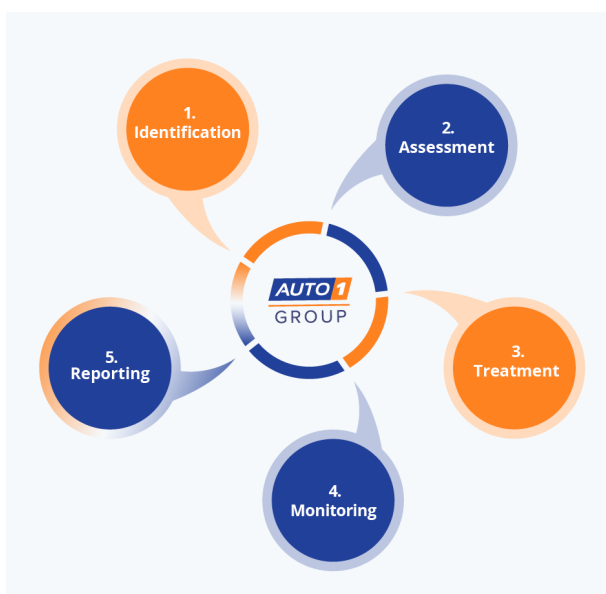 1.
Identification
2.
Assessment
AUTO1
GROUP
3.
Treatment
5.
Reporting
4.
Monitoring